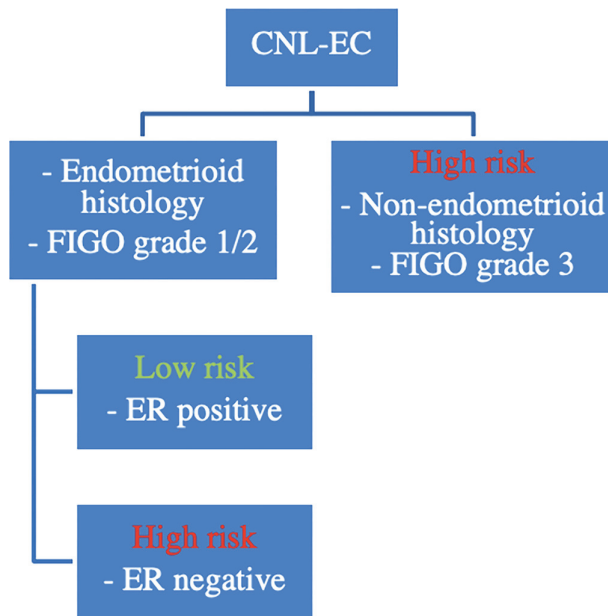 CNL-EC
- Endometrioid
histology
- FIGO grade 1/2
High risk
- Non-endometrioid
histology
- FIGO grade 3
Low risk
- ER positive
High risk
- ER negative